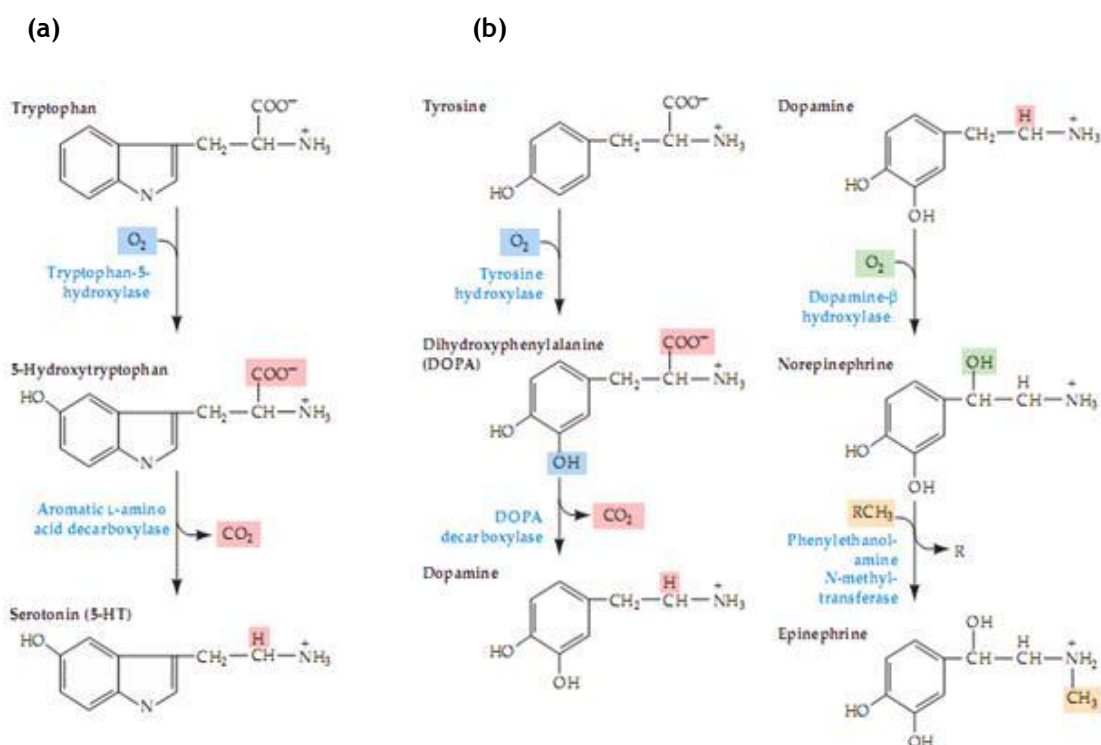 (a)
Tryptophan
COO⁻
CH₂—CH—N⁺H₃
N
O₂
Tryptophan-5-
hydroxylase
5-Hydroxytryptophan
HO
COO⁻
CH₂—CH—N⁺H₃
N
Aromatic L-amino
acid decarboxylase
CO₂
Serotonin (5-HT)
HO
H
CH₂—CH—N⁺H₃
N
(b)
Tyrosine
COO⁻
CH₂—CH—N⁺H₃
HO
O₂
Tyrosine
hydroxylase
Dihydroxyphenylalanine
(DOPA)
COO⁻
CH₂—CH—N⁺H₃
HO
OH
DOPA
decarboxylase
CO₂
Dopamine
H
CH₂—CH—N⁺H₃
HO
OH
Dopamine
H
CH₂—CH—N⁺H₃
HO
OH
O₂
Dopamine-β
hydroxylase
Norepinephrine
OH
H
CH—CH—N⁺H₃
HO
OH
RCH₃
Phenylethanol-
amine
N-methyl-
transferase
R
Epinephrine
OH
H
CH—CH—N⁺H₂
HO
CH₃
OH